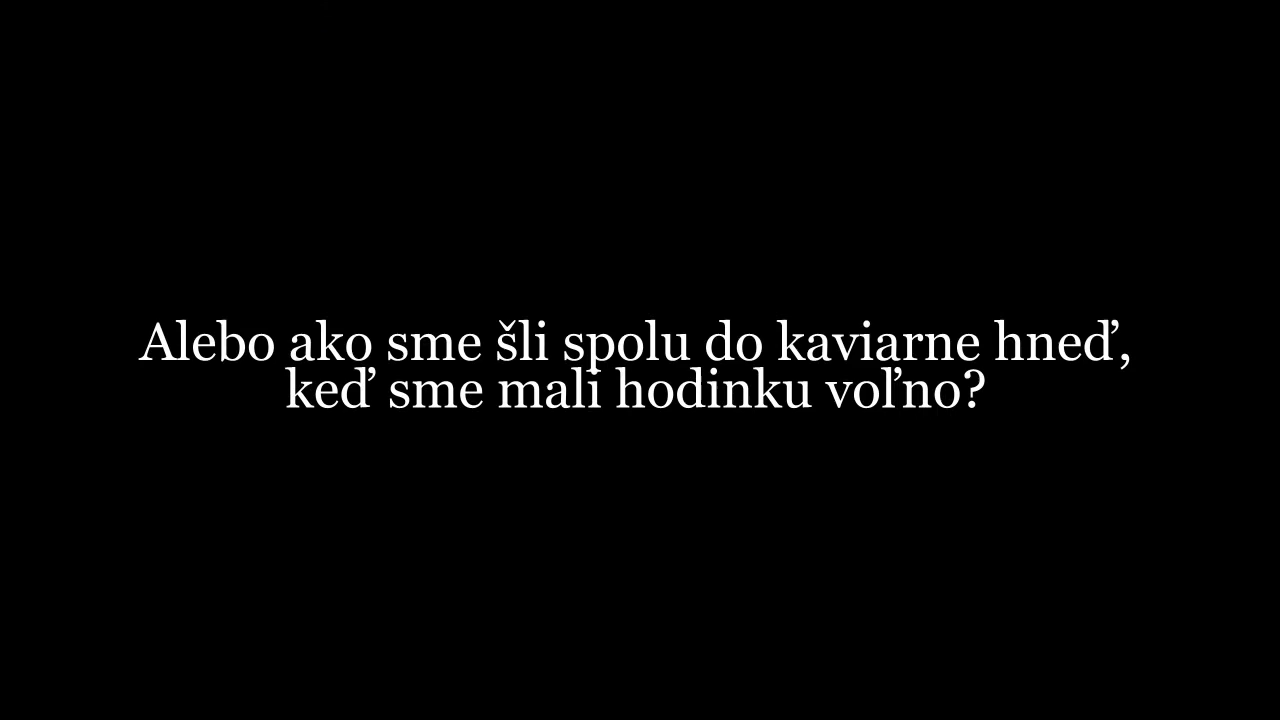 Alebo ako sme šli spolu do kaviarne hneď,
keď sme mali hodinku voľno?